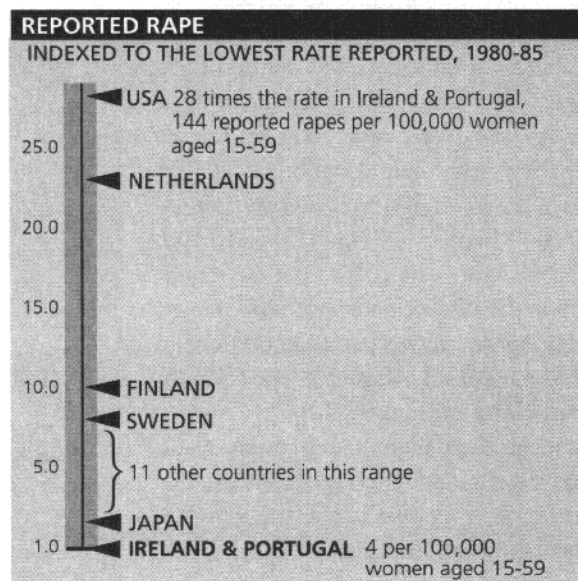 REPORTED RAPE
INDEXED TO THE LOWEST RATE REPORTED, 1980-85
USA 28 times the rate in Ireland & Portugal,
144 reported rapes per 100,000 women
aged 15-59
25.0
NETHERLANDS
20.0
15.0
10.0 FINLAND
SWEDEN
5.0 11 other countries in this range
JAPAN
1.0 IRELAND & PORTUGAL 4 per 100,000
women aged 15-59